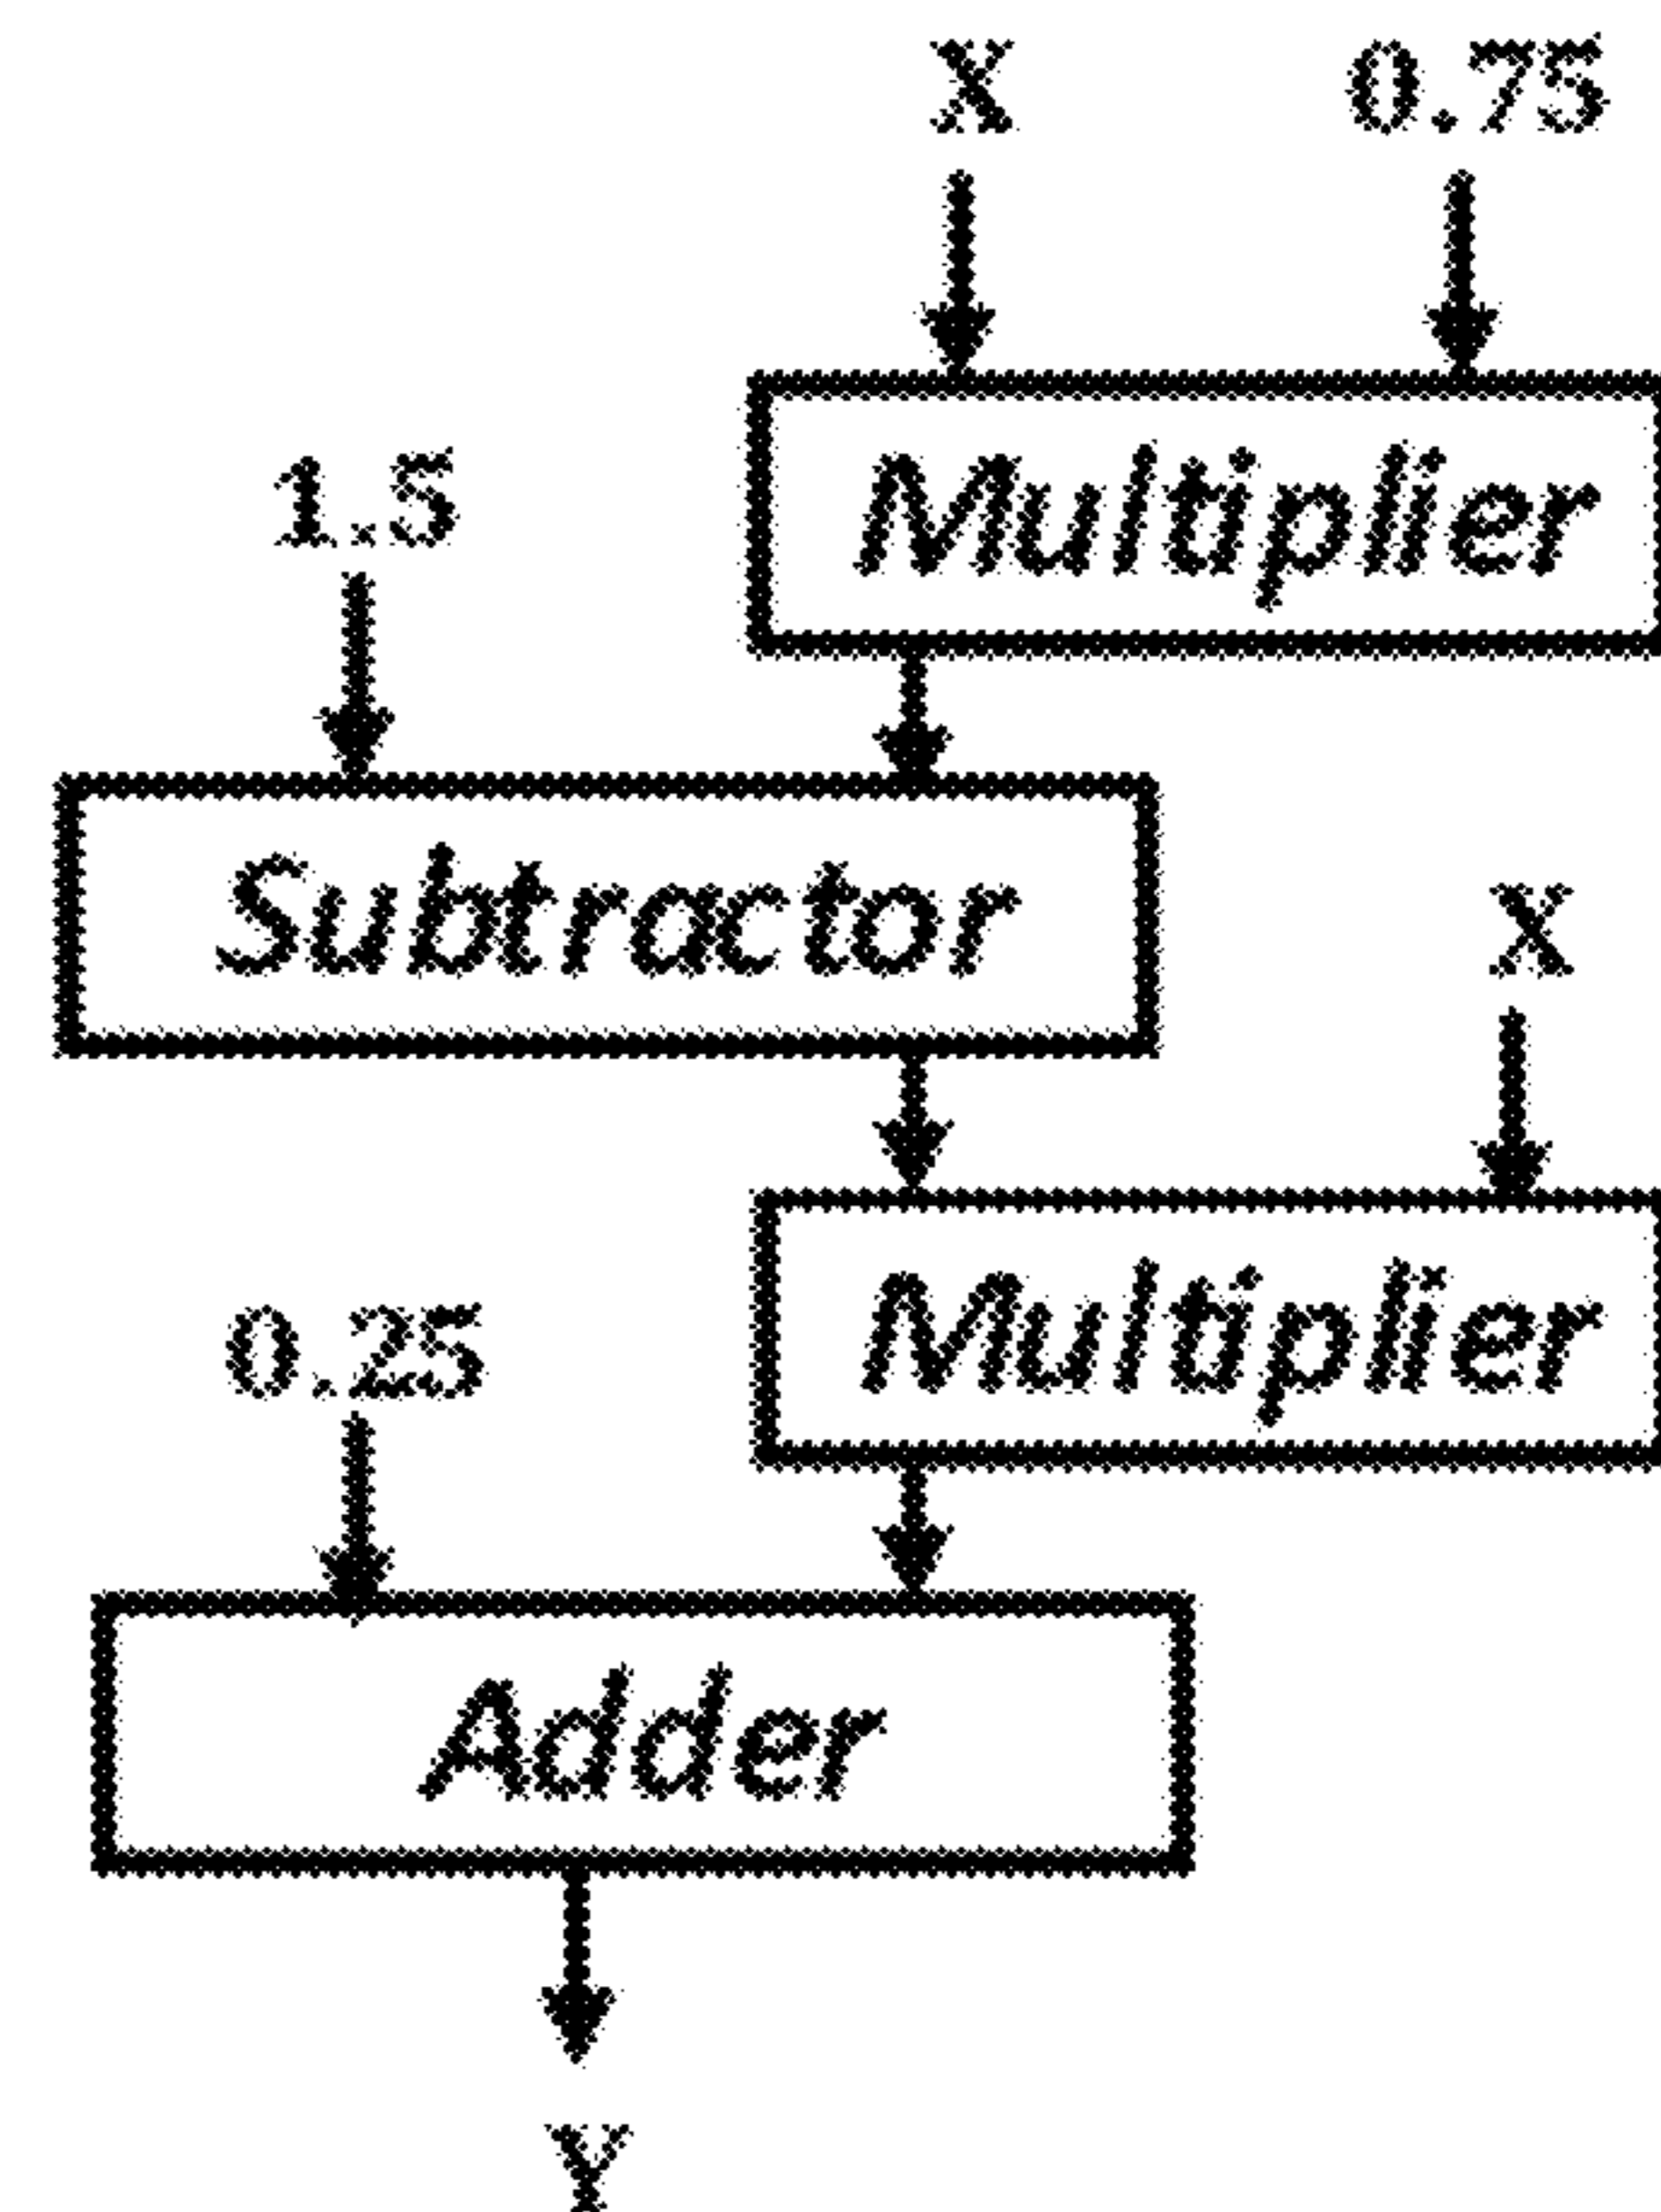 X 0.75
1.5 Multiplier
Subtractor
X
Multiplier
0.25
Adder
Y